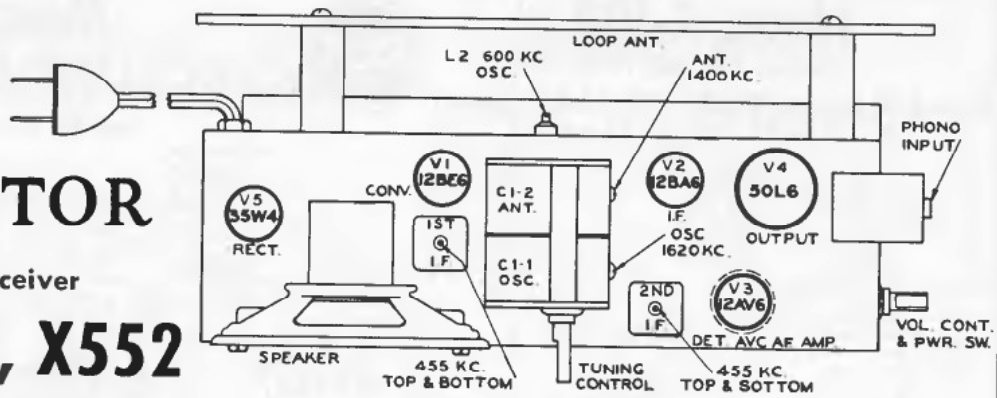 LOOP ANT.
L2 600 KC
OSC.
ANT.
1400KC.
PHONO
INPUT
TOR
ceiver
, X552
V5
35W4
RECT.
CONV.
V1
12BE6
1ST
I.F.
C1-2
ANT.
C1-1
OSC.
V2
12BA6
I.F.
OSC
1620KC.
V4
50L6
OUTPUT
2ND
I.F.
V3
12AV6
DET. AVC AF AMP.
VOL. CONT.
& PWR. SW.
SPEAKER
455 KC.
TOP & BOTTOM
TUNING
CONTROL
455 KC.
TOP & SOTTOM